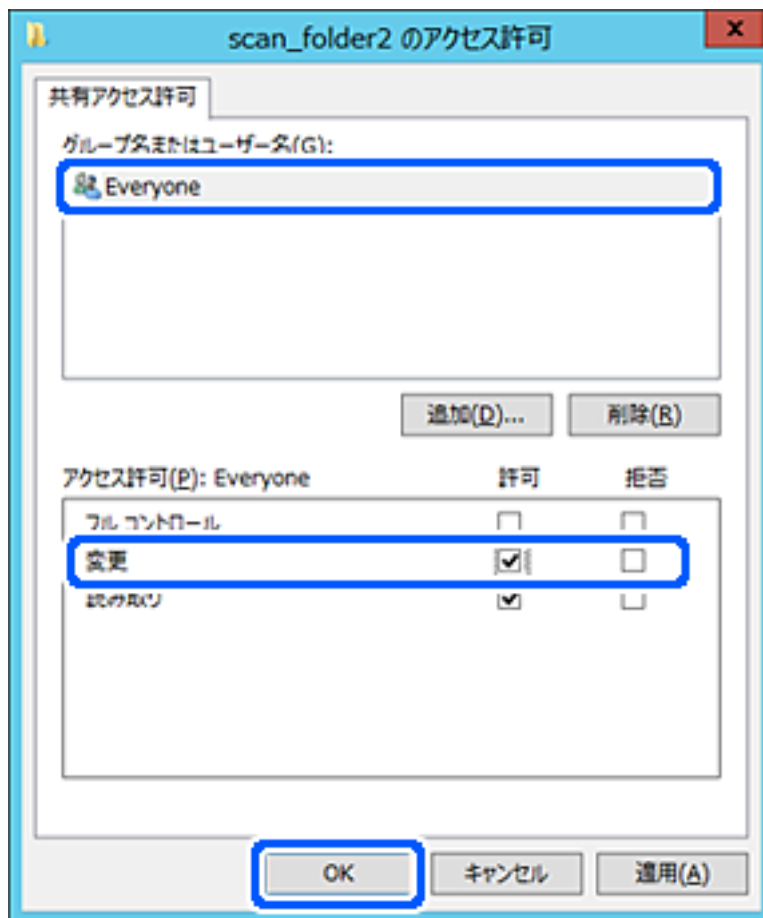 scan_folder2 のアクセス許可
x
共有アクセス許可
グループ名またはユーザー名(G):
Everyone
追加(D)... 削除(R)
アクセス許可(P): Everyone 許可 拒否
フル コントロール
変更
読み取り
OK キャンセル 適用(A)